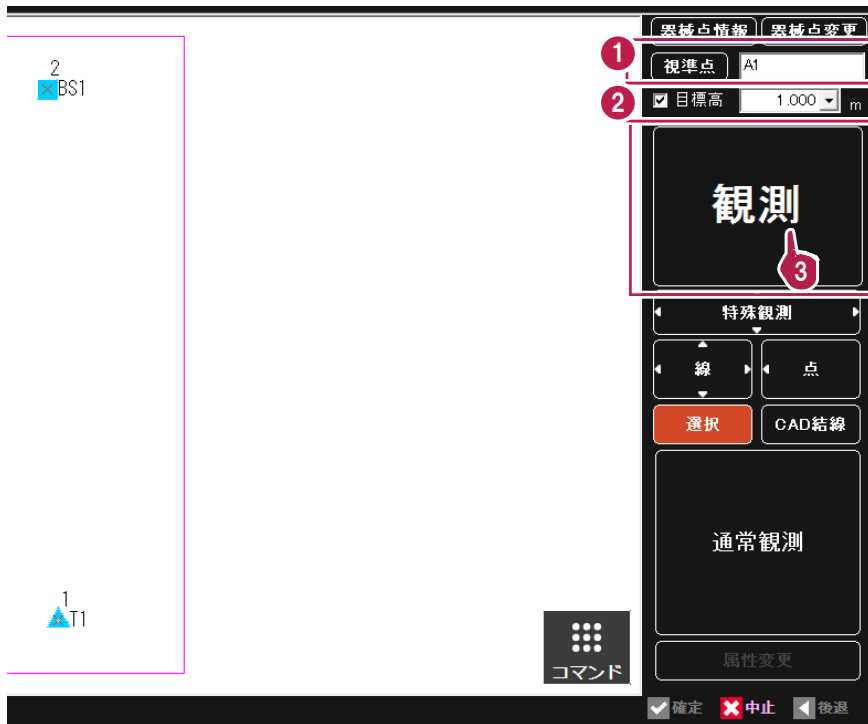 器械点情報 器械点変更
1 視準点 A1
2 目標高 1.000 m
2
BS1
観測
3
特殊観測
線 点
選択 CAD結線
通常観測
1
T1
コマンド
属性変更
確定 中止 後退